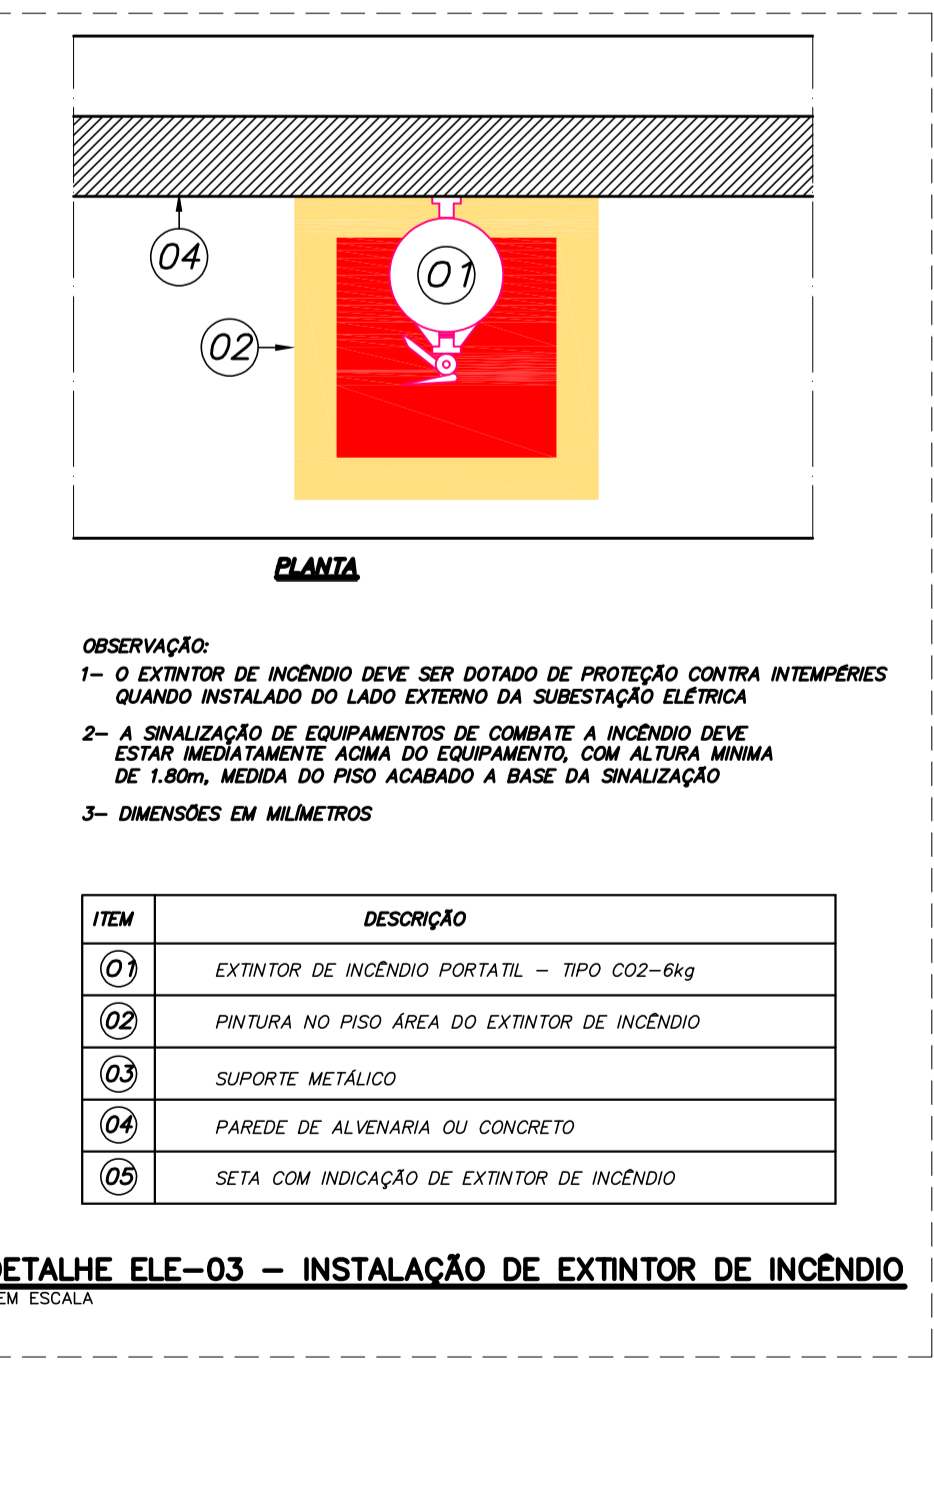 04
01
02
PLANTA
OBSERVAÇÃO:
1- O EXTINTOR DE INCÊNDIO DEVE SER DOTADO DE PROTEÇÃO CONTRA INTEMPÉRIES
QUANDO INSTALADO DO LADO EXTERNO DA SUBESTAÇÃO ELÉTRICA
2- A SINALIZAÇÃO DE EQUIPAMENTOS DE COMBATE A INCÊNDIO DEVE
ESTAR IMEDIATAMENTE ACIMA DO EQUIPAMENTO, COM ALTURA MINIMA
DE 1.80m, MEDIDA DO PISO ACABADO A BASE DA SINALIZAÇÃO
3- DIMENSÕES EM MILÍMETROS
ITEM DESCRIÇÃO
01 EXTINTOR DE INCÊNDIO PORTATIL - TIPO CO2-6kg
02 PINTURA NO PISO ÁREA DO EXTINTOR DE INCÊNDIO
03 SUPORTE METÁLICO
04 PAREDE DE ALVENARIA OU CONCRETO
05 SETA COM INDICAÇÃO DE EXTINTOR DE INCÊNDIO
DETALHE ELE-03 - INSTALAÇÃO DE EXTINTOR DE INCÊNDIO
EM ESCALA